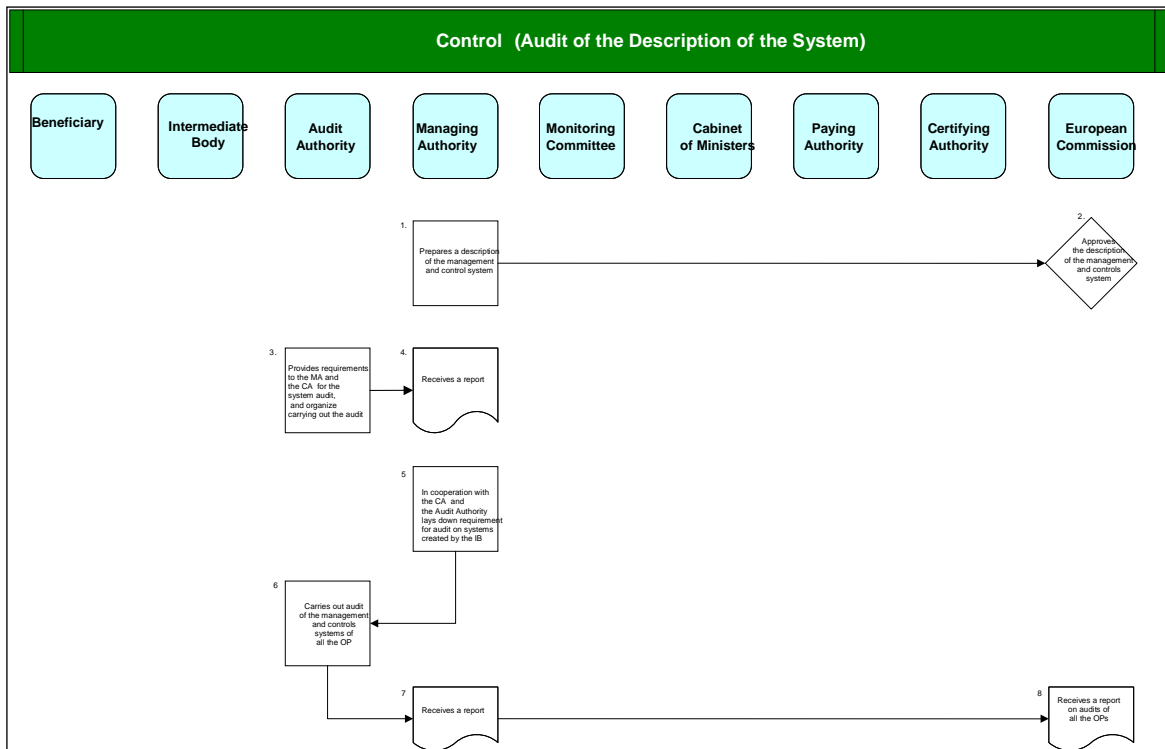 Control (Audit of the Description of the System)
Beneficiary
Intermediate
Body
Audit
Authority
Managing
Authority
Monitoring
Committee
Cabinet
of Ministers
Paying
Authority
Certifying
Authority
European
Commission
1.
Prepares a description
of the management
and control system
2.
Approves
the description
of the management
and controls
system
3.
Provides requirements
to the MA and
the CA for the
system audit,
and organize
carrying out the audit
4.
Receives a report
5
In cooperation with
the CA and
the Audit Authority
lays down requirement
for audit on systems
created by the IB
6
Carries out audit
of the management
and controls
systems of
all the OP
7
Receives a report
8
Receives a report
on audits of
all the OPs